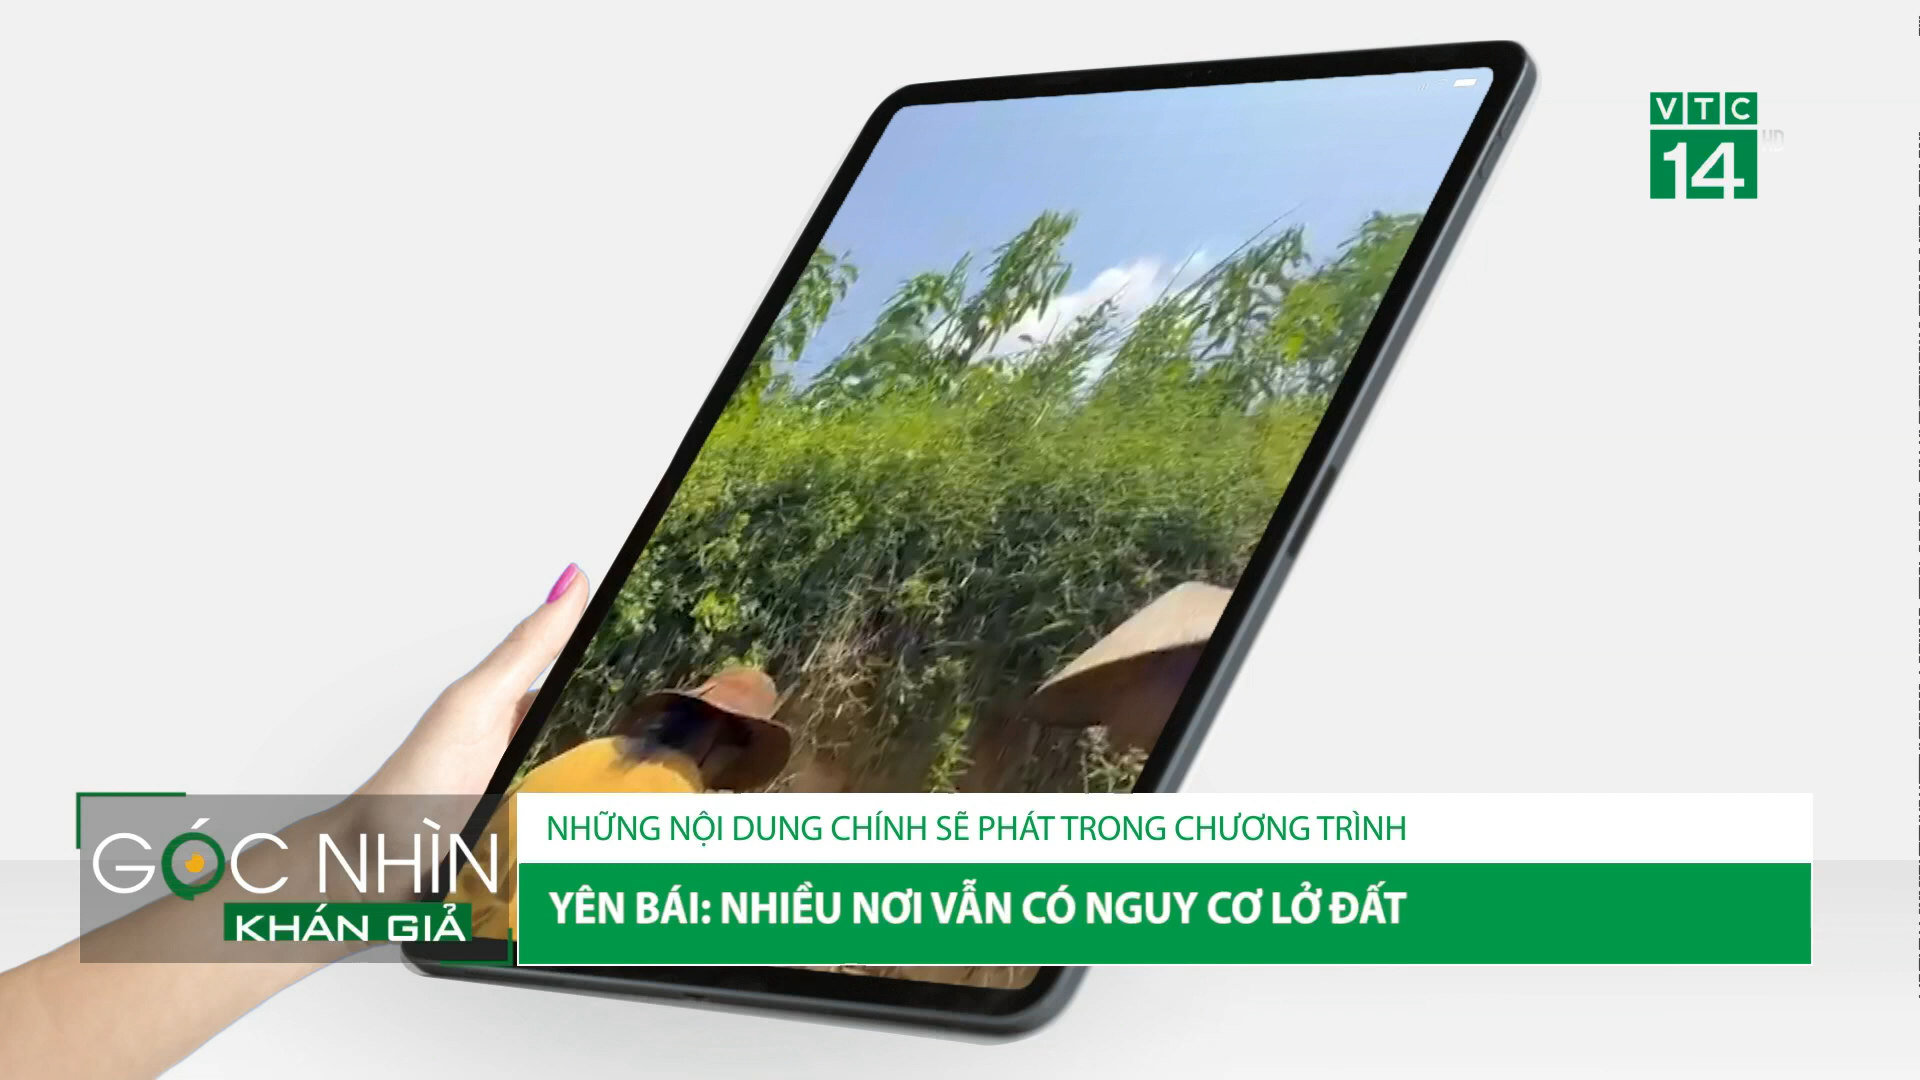 VTC
14
HD
NHỮNG NỘI DUNG CHÍNH SẼ PHÁT TRONG CHƯƠNG TRÌNH
GÓC NHÌN
KHÁN GIẢ
YÊN BÁI: NHIỀU NƠI VẪN CÓ NGUY CƠ LỞ ĐẤT